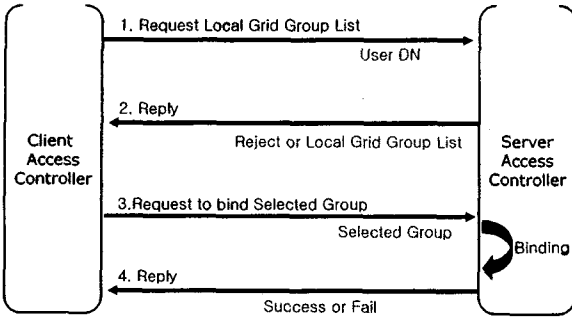 1. Request Local Grid Group List
User DN
2. Reply
Reject or Local Grid Group List
Client
Access
Controller
Server
Access
Controller
3.Request to bind Selected Group
Selected Group
Binding
4. Reply
Success or Fail